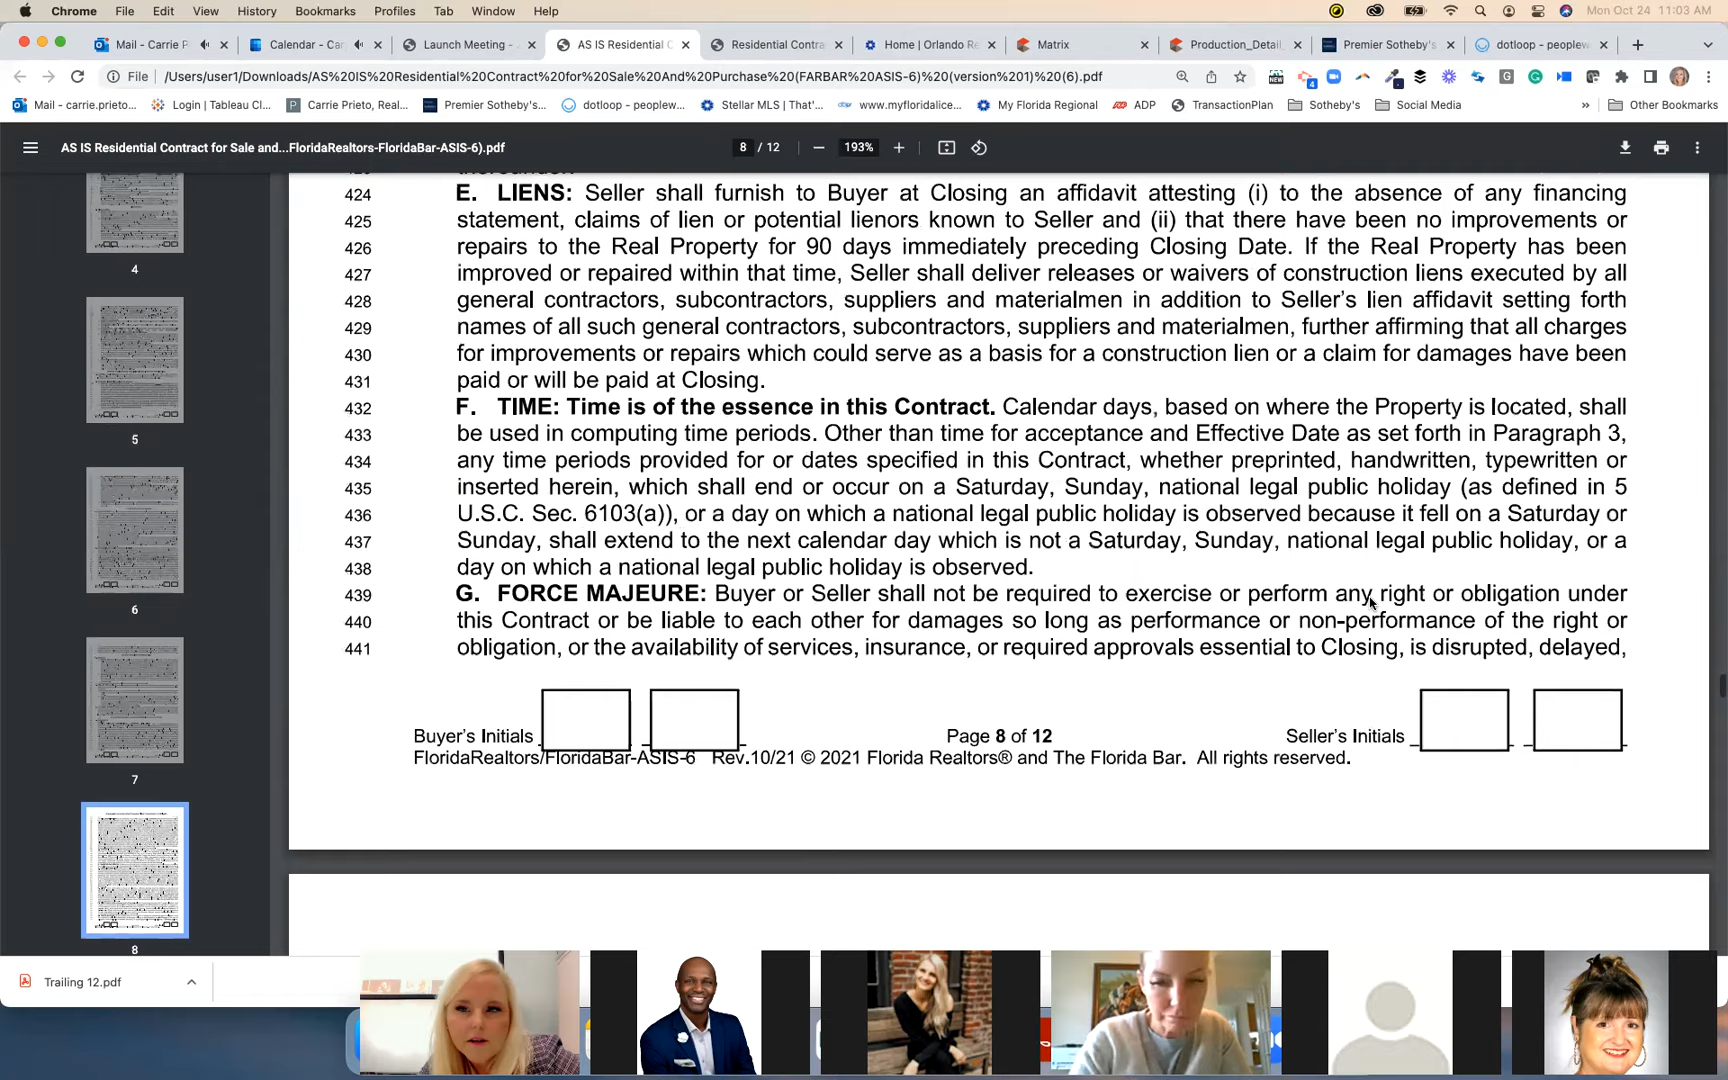 Chrome File Edit View History Bookmarks Profiles Tab Window Help Mon Oct 24 11:03 AM
Mail - Carrie P Calendar - Car Launch Meeting - AS IS Residential C Residential Contra Home | Orlando Re Matrix Production_Detail_ Premier Sotheby's dotloop - peoplew
File /Users/user1/Downloads/AS%20IS%20Residential%20Contract%20for%20Sale%20And%20Purchase%20(FARBAR%20ASIS-6)%20(version%201)%20(6).pdf
Mail - carrie.prieto... Login | Tableau Cl... Carrie Prieto, Real... Premier Sotheby's... dotloop - peoplew... Stellar MLS | That'... www.myfloridalice... My Florida Regional ADP TransactionPlan Sotheby's Social Media » Other Bookmarks
AS IS Residential Contract for Sale and...FloridaRealtors-FloridaBar-ASIS-6).pdf 8 / 12 193%
424 E. LIENS: Seller shall furnish to Buyer at Closing an affidavit attesting (i) to the absence of any financing
425 statement, claims of lien or potential lienors known to Seller and (ii) that there have been no improvements or
426 repairs to the Real Property for 90 days immediately preceding Closing Date. If the Real Property has been
427 improved or repaired within that time, Seller shall deliver releases or waivers of construction liens executed by all
428 general contractors, subcontractors, suppliers and materialmen in addition to Seller's lien affidavit setting forth
429 names of all such general contractors, subcontractors, suppliers and materialmen, further affirming that all charges
430 for improvements or repairs which could serve as a basis for a construction lien or a claim for damages have been
431 paid or will be paid at Closing.
432 F. TIME: Time is of the essence in this Contract. Calendar days, based on where the Property is located, shall
433 be used in computing time periods. Other than time for acceptance and Effective Date as set forth in Paragraph 3,
434 any time periods provided for or dates specified in this Contract, whether preprinted, handwritten, typewritten or
435 inserted herein, which shall end or occur on a Saturday, Sunday, national legal public holiday (as defined in 5
436 U.S.C. Sec. 6103(a)), or a day on which a national legal public holiday is observed because it fell on a Saturday or
437 Sunday, shall extend to the next calendar day which is not a Saturday, Sunday, national legal public holiday, or a
438 day on which a national legal public holiday is observed.
439 G. FORCE MAJEURE: Buyer or Seller shall not be required to exercise or perform any right or obligation under
440 this Contract or be liable to each other for damages so long as performance or non-performance of the right or
441 obligation, or the availability of services, insurance, or required approvals essential to Closing, is disrupted, delayed,
Buyer's Initials Page 8 of 12 Seller's Initials
FloridaRealtors/FloridaBar-ASIS-6 Rev.10/21 © 2021 Florida Realtors® and The Florida Bar. All rights reserved.
4
5
6
7
8
Trailing 12.pdf